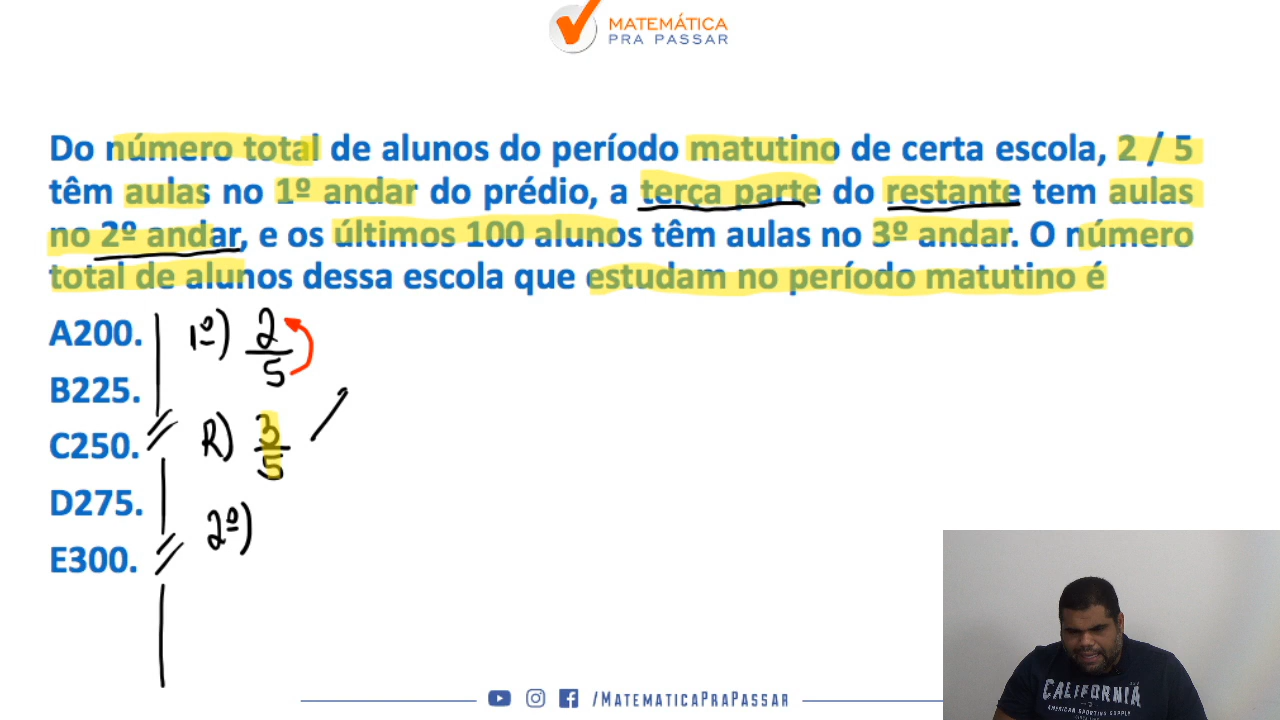 MATEMÁTICA
PRA PASSAR
Do número total de alunos do período matutino de certa escola, 2 / 5
têm aulas no 1º andar do prédio, a terça parte do restante tem aulas
no 2º andar, e os últimos 100 alunos têm aulas no 3º andar. O número
total de alunos dessa escola que estudam no período matutino é
A200.
B225.
C250.
D275.
E300.
1º) 2/5
R) 3/5
2º)
/MatematicaPraPassar
CALIFORNIA
AMERICAN SPORTING SUPPLY